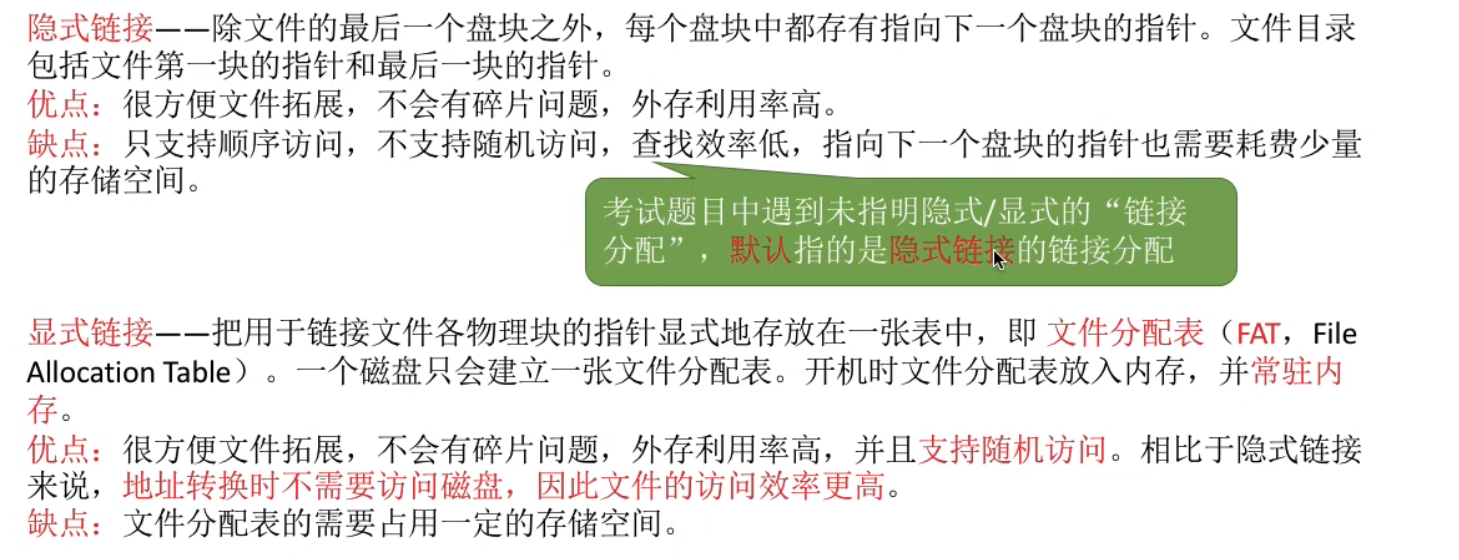 隐式链接——除文件的最后一个盘块之外，每个盘块中都存有指向下一个盘块的指针。文件目录
包括文件第一块的指针和最后一块的指针。
优点：很方便文件拓展，不会有碎片问题，外存利用率高。
缺点：只支持顺序访问，不支持随机访问，查找效率低，指向下一个盘块的指针也需要耗费少量
的存储空间。
考试题目中遇到未指明隐式/显式的“链接
分配”，默认指的是隐式链接的链接分配
显式链接——把用于链接文件各物理块的指针显式地存放在一张表中，即 文件分配表（FAT，File
Allocation Table）。一个磁盘只会建立一张文件分配表。开机时文件分配表放入内存，并常驻内
存。
优点：很方便文件拓展，不会有碎片问题，外存利用率高，并且支持随机访问。相比于隐式链接
来说，地址转换时不需要访问磁盘，因此文件的访问效率更高。
缺点：文件分配表的需要占用一定的存储空间。